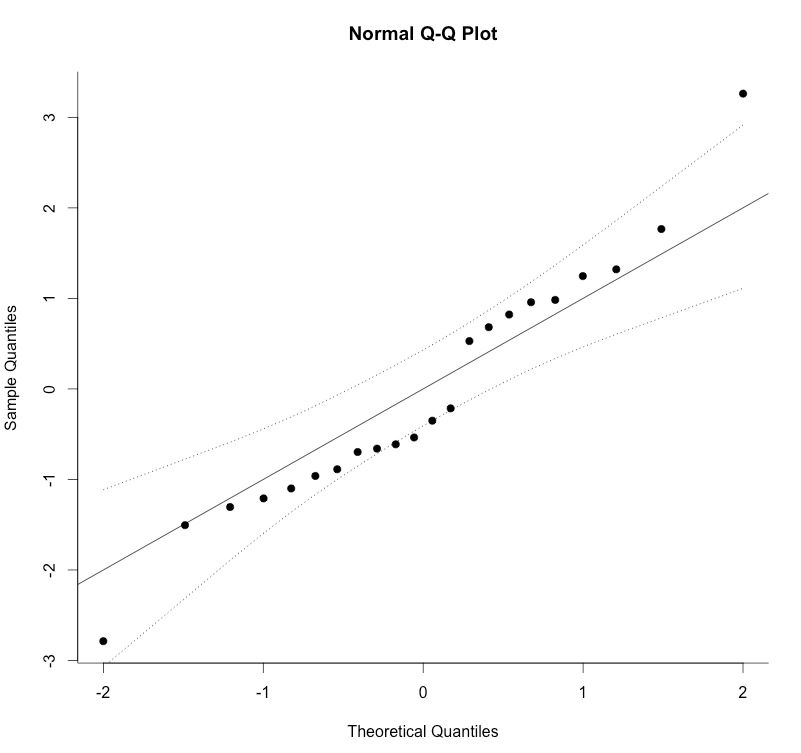 Normal Q-Q Plot
Sample Quantiles
3
2
1
0
-1
-2
-3
-2 -1 0 1 2
Theoretical Quantiles